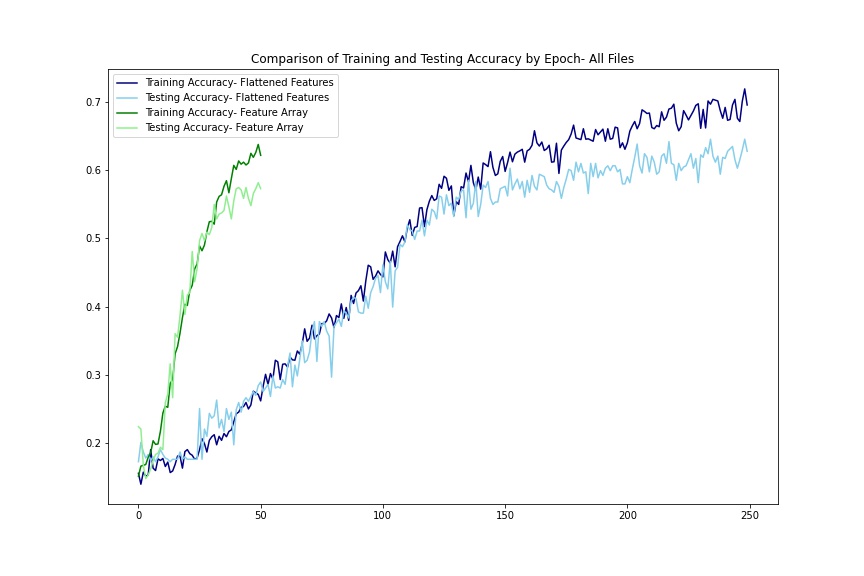 Comparison of Training and Testing Accuracy by Epoch- All Files
Training Accuracy- Flattened Features
Testing Accuracy- Flattened Features
Training Accuracy- Feature Array
Testing Accuracy- Feature Array
0.7
0.6
0.5
0.4
0.3
0.2
0 50 100 150 200 250